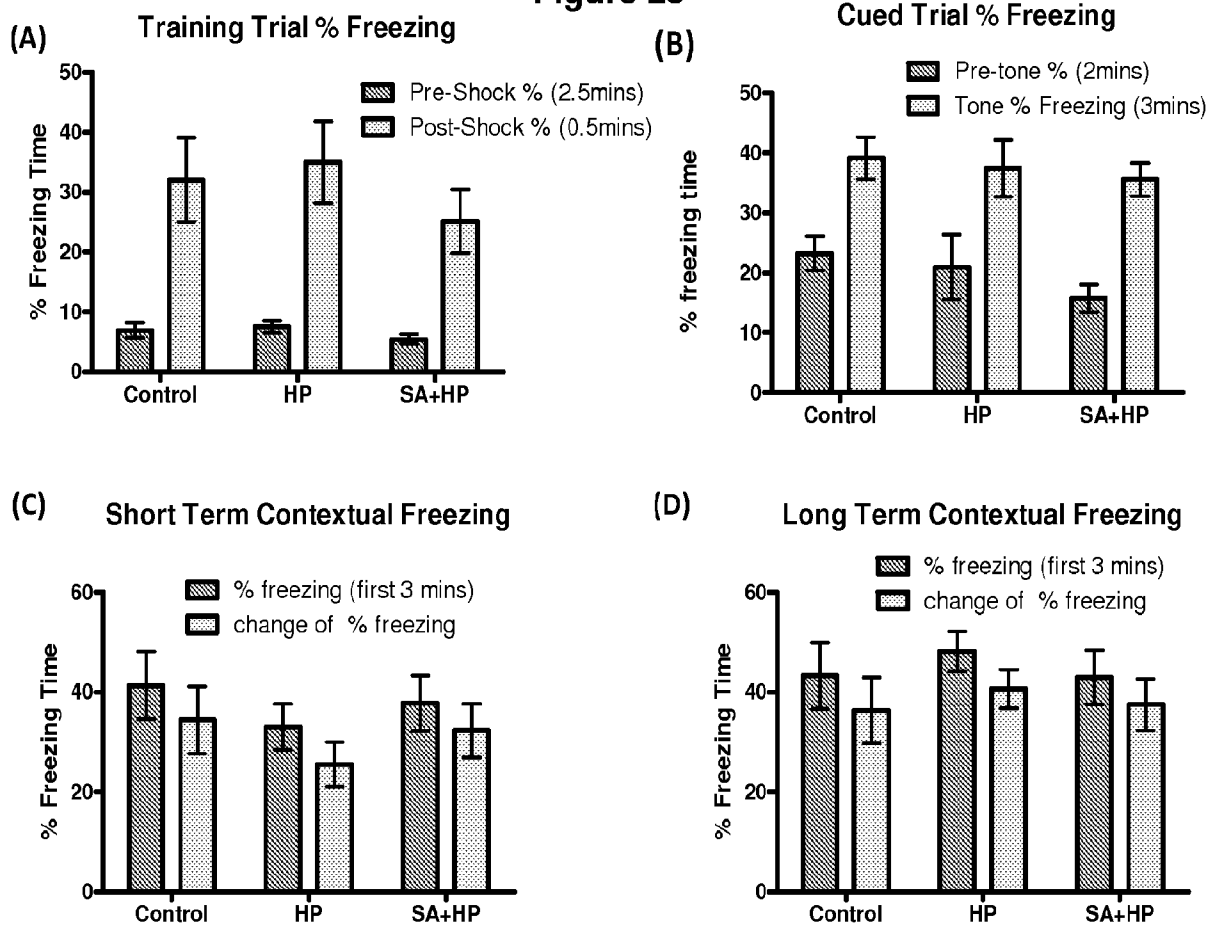 (A)
Training Trial % Freezing
Pre-Shock % (2.5mins)
Post-Shock % (0.5mins)
% Freezing Time
50
40
30
20
10
0
Control HP SA+HP
(B)
Cued Trial % Freezing
Pre-tone % (2mins)
Tone % Freezing (3mins)
% freezing time
50
40
30
20
10
0
Control HP SA+HP
(C)
Short Term Contextual Freezing
% freezing (first 3 mins)
change of % freezing
% Freezing Time
60
40
20
0
Control HP SA+HP
(D)
Long Term Contextual Freezing
% freezing (first 3 mins)
change of % freezing
% Freezing Time
60
40
20
0
Control HP SA+HP